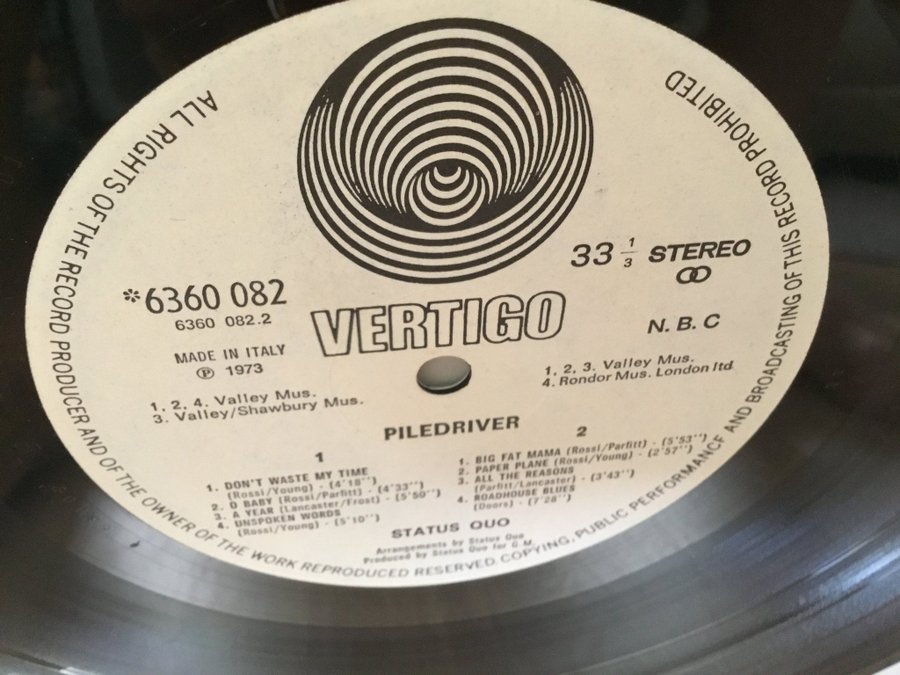 ALL RIGHTS OF THE RECORD PRODUCER AND OF THE OWNER OF THE WORK REPRODUCED RESERVED. COPYING, PUBLIC PERFORMANCE AND BROADCASTING OF THIS RECORD PROHIBITED
*6360 082
6360 082.2
MADE IN ITALY
Ⓟ 1973
1, 2, 4. Valley Mus.
3. Valley/Shawbury Mus.
VERTIGO
33 1/3 STEREO
N. B. C
1, 2, 3. Valley Mus.
4. Rondor Mus. London ltd
PILEDRIVER
1
1. DON'T WASTE MY TIME
(Rossi/Young) - (4'18'')
2. O BABY (Rossi/Parfitt) - (4'33'')
3. A YEAR (Lancaster/Frost) - (5'50'')
4. UNSPOKEN WORDS
(Rossi/Young) - (5'10'')
2
1. BIG FAT MAMA (Rossi/Parfitt) - (5'53'')
2. PAPER PLANE (Rossi/Young) - (2'57'')
3. ALL THE REASONS
(Parfitt/Lancaster) - (3'43'')
4. ROADHOUSE BLUES
(Doors) - (7'28'')
STATUS QUO
Arrangements by Status Quo
Produced by Status Quo for G.M.